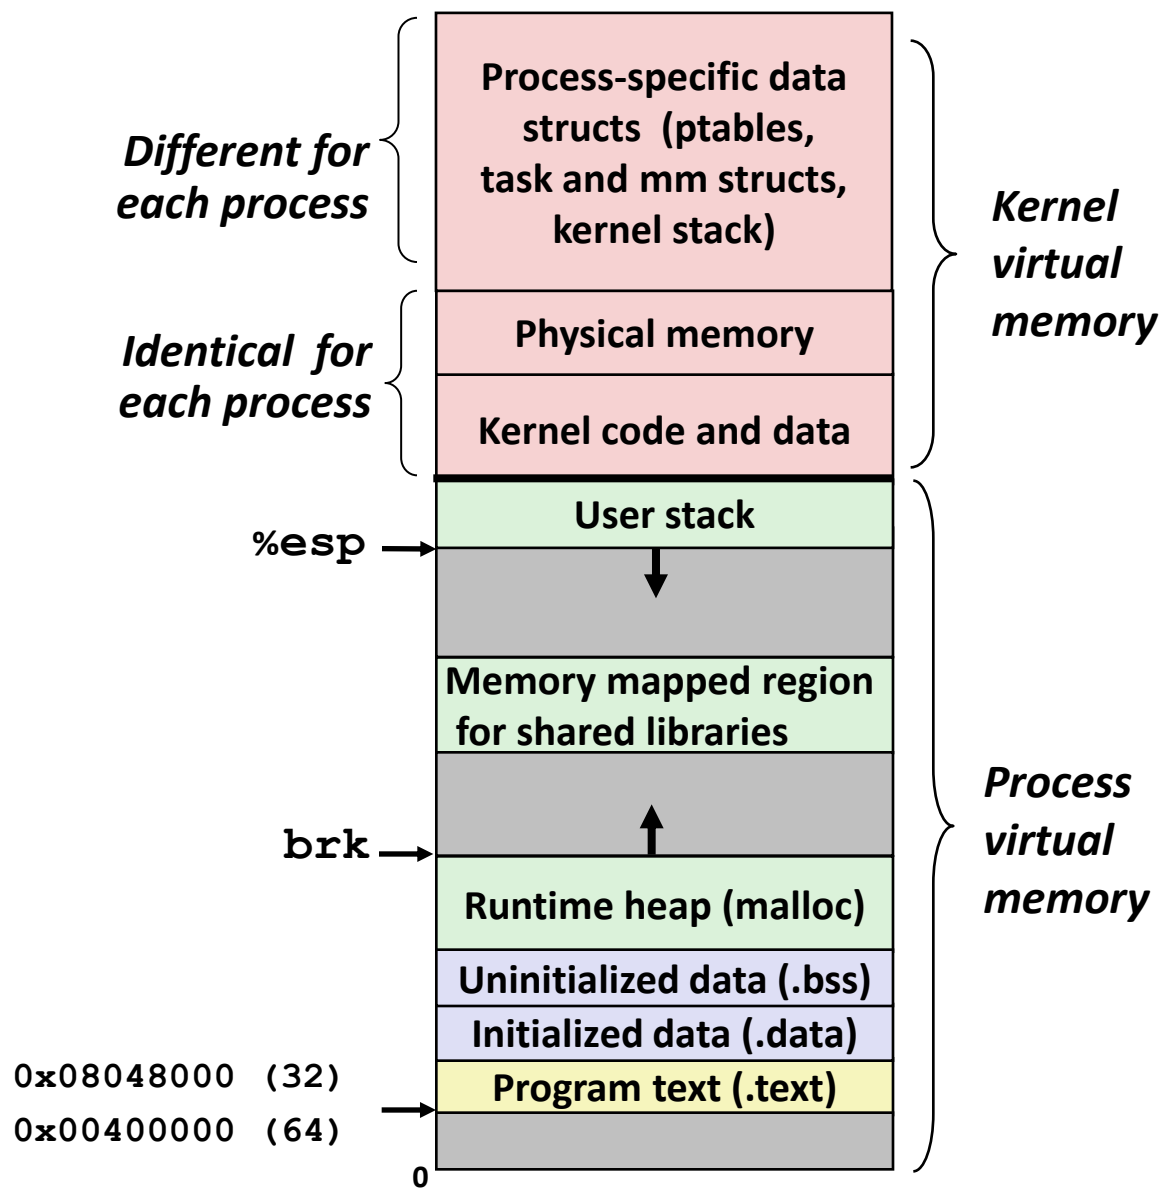 Process-specific data
structs (ptables,
task and mm structs,
kernel stack)
Different for
each process
Kernel
virtual
memory
Physical memory
Identical for
each process
Kernel code and data
User stack
%esp
Memory mapped region
for shared libraries
Process
virtual
memory
brk
Runtime heap (malloc)
Uninitialized data (.bss)
Initialized data (.data)
Program text (.text)
0x08048000 (32)
0x00400000 (64)
0